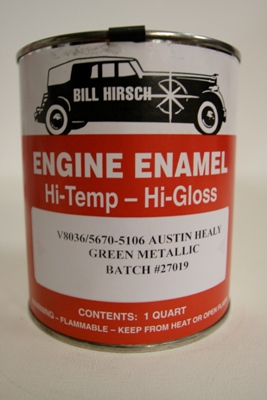 BILL HIRSCH
ENGINE ENAMEL
Hi-Temp – Hi-Gloss
V8036/5670-5106 AUSTIN HEALY
GREEN METALLIC
BATCH #27019
CONTENTS: 1 QUART
– FLAMMABLE – KEEP FROM HEAT OR OPEN